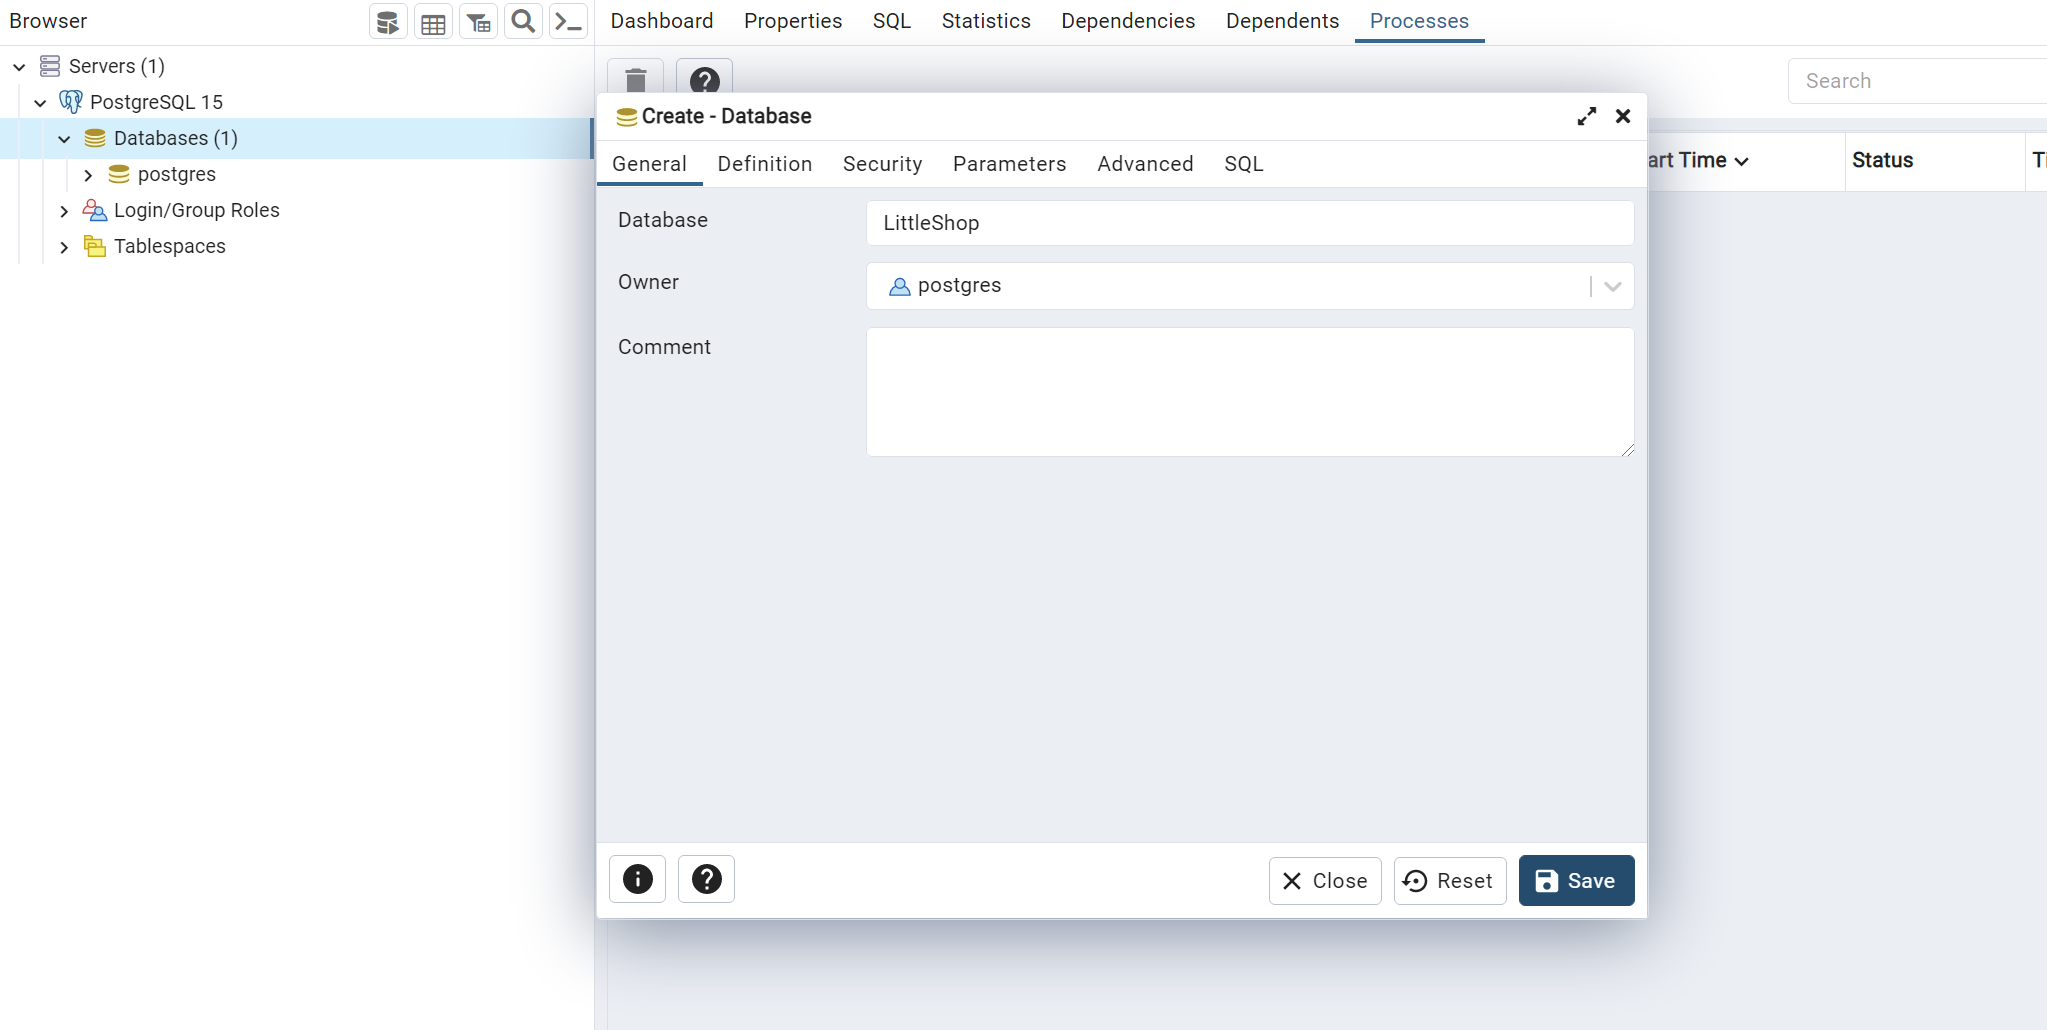 Browser
Dashboard Properties SQL Statistics Dependencies Dependents Processes
Servers (1)
PostgreSQL 15
Databases (1)
postgres
Login/Group Roles
Tablespaces
Search
Time Status
Create - Database
General Definition Security Parameters Advanced SQL
Database LittleShop
Owner postgres
Comment
Close Reset Save